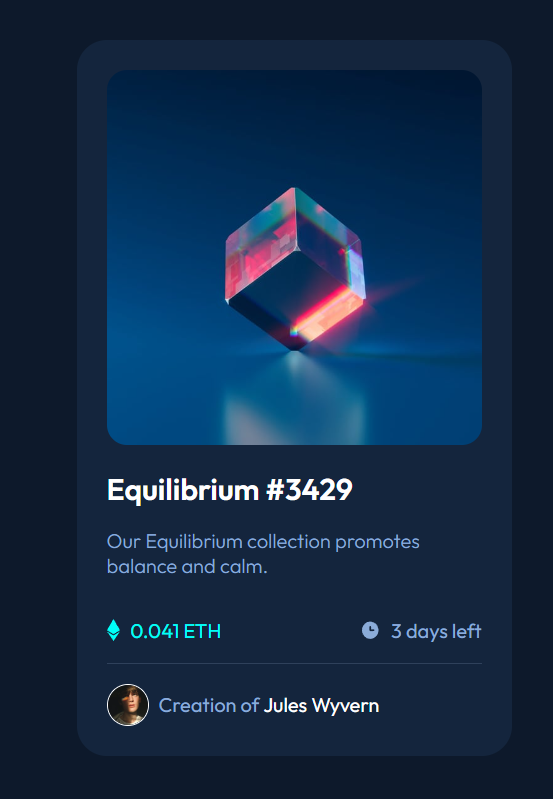 Equilibrium #3429
Our Equilibrium collection promotes
balance and calm.
0.041 ETH
3 days left
Creation of Jules Wyvern